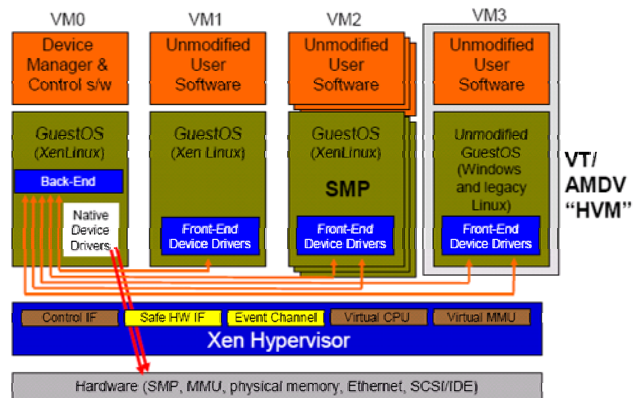 VM0
VM1
VM2
VM3
Device
Manager &
Control s/w
Unmodified
User
Software
Unmodified
User
Software
Unmodified
User
Software
GuestOS
(XenLinux)
Back-End
Native
Device
Drivers
GuestOS
(Xen Linux)
Front-End
Device Drivers
GuestOS
(XenLinux)
SMP
Front-End
Device Drivers
Unmodified
GuestOS
(Windows
and legacy
Linux)
Front-End
Device Drivers
VT/
AMDV
“HVM”
Control IF
Safe HW IF
Event Channel
Virtual CPU
Virtual MMU
Xen Hypervisor
Hardware (SMP, MMU, physical memory, Ethernet, SCSI/IDE)